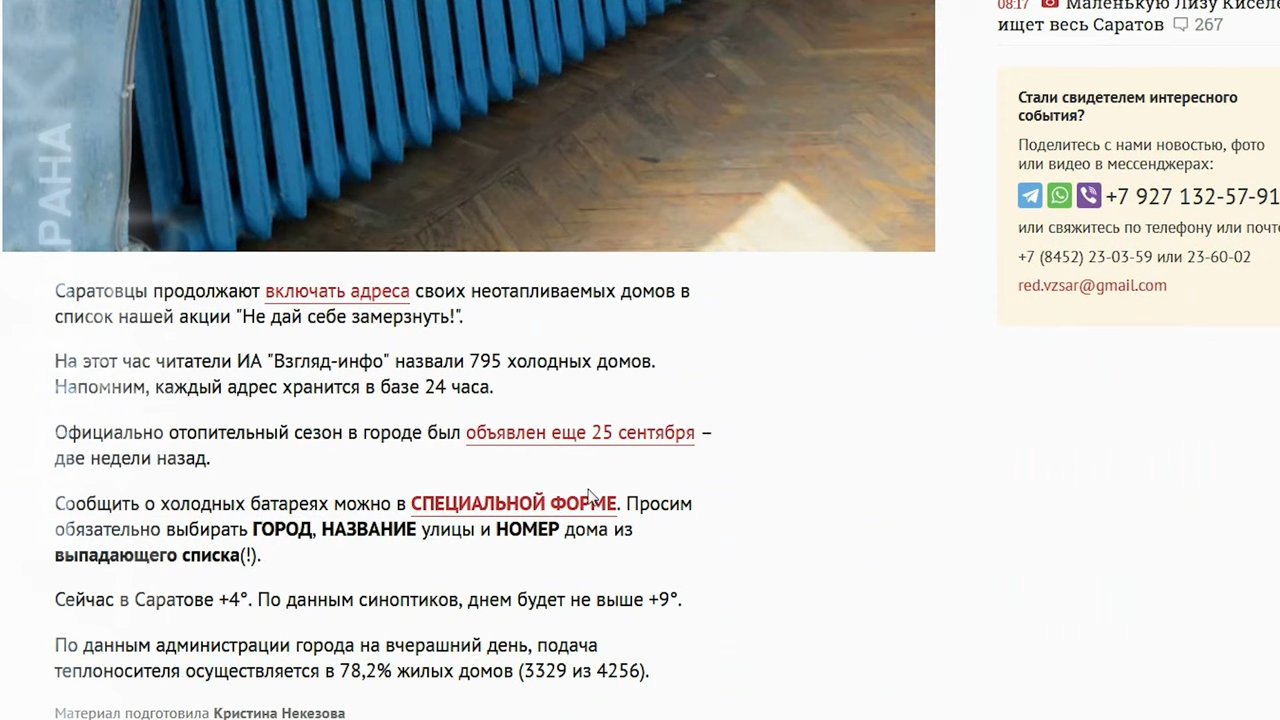 РАНА
08:17 Маленькую Лизу
ищет весь Саратов 267
Стали свидетелем интересного
события?
Поделитесь с нами новостью, фото
или видео в мессенджерах:
+7 927 132-57-91
или свяжитесь по телефону или
+7 (8452) 23-03-59 или 23-60-02
red.vzsar@gmail.com
Саратовцы продолжают включать адреса своих неотапливаемых домов в
список нашей акции "Не дай себе замерзнуть!".
На этот час читатели ИА "Взгляд-инфо" назвали 795 холодных домов.
Напомним, каждый адрес хранится в базе 24 часа.
Официально отопительный сезон в городе был объявлен еще 25 сентября –
две недели назад.
Сообщить о холодных батареях можно в СПЕЦИАЛЬНОЙ ФОРМЕ. Просим
обязательно выбирать ГОРОД, НАЗВАНИЕ улицы и НОМЕР дома из
выпадающего списка(!).
Сейчас в Саратове +4°. По данным синоптиков, днем будет не выше +9°.
По данным администрации города на вчерашний день, подача
теплоносителя осуществляется в 78,2% жилых домов (3329 из 4256).
Материал подготовила Кристина Некезова